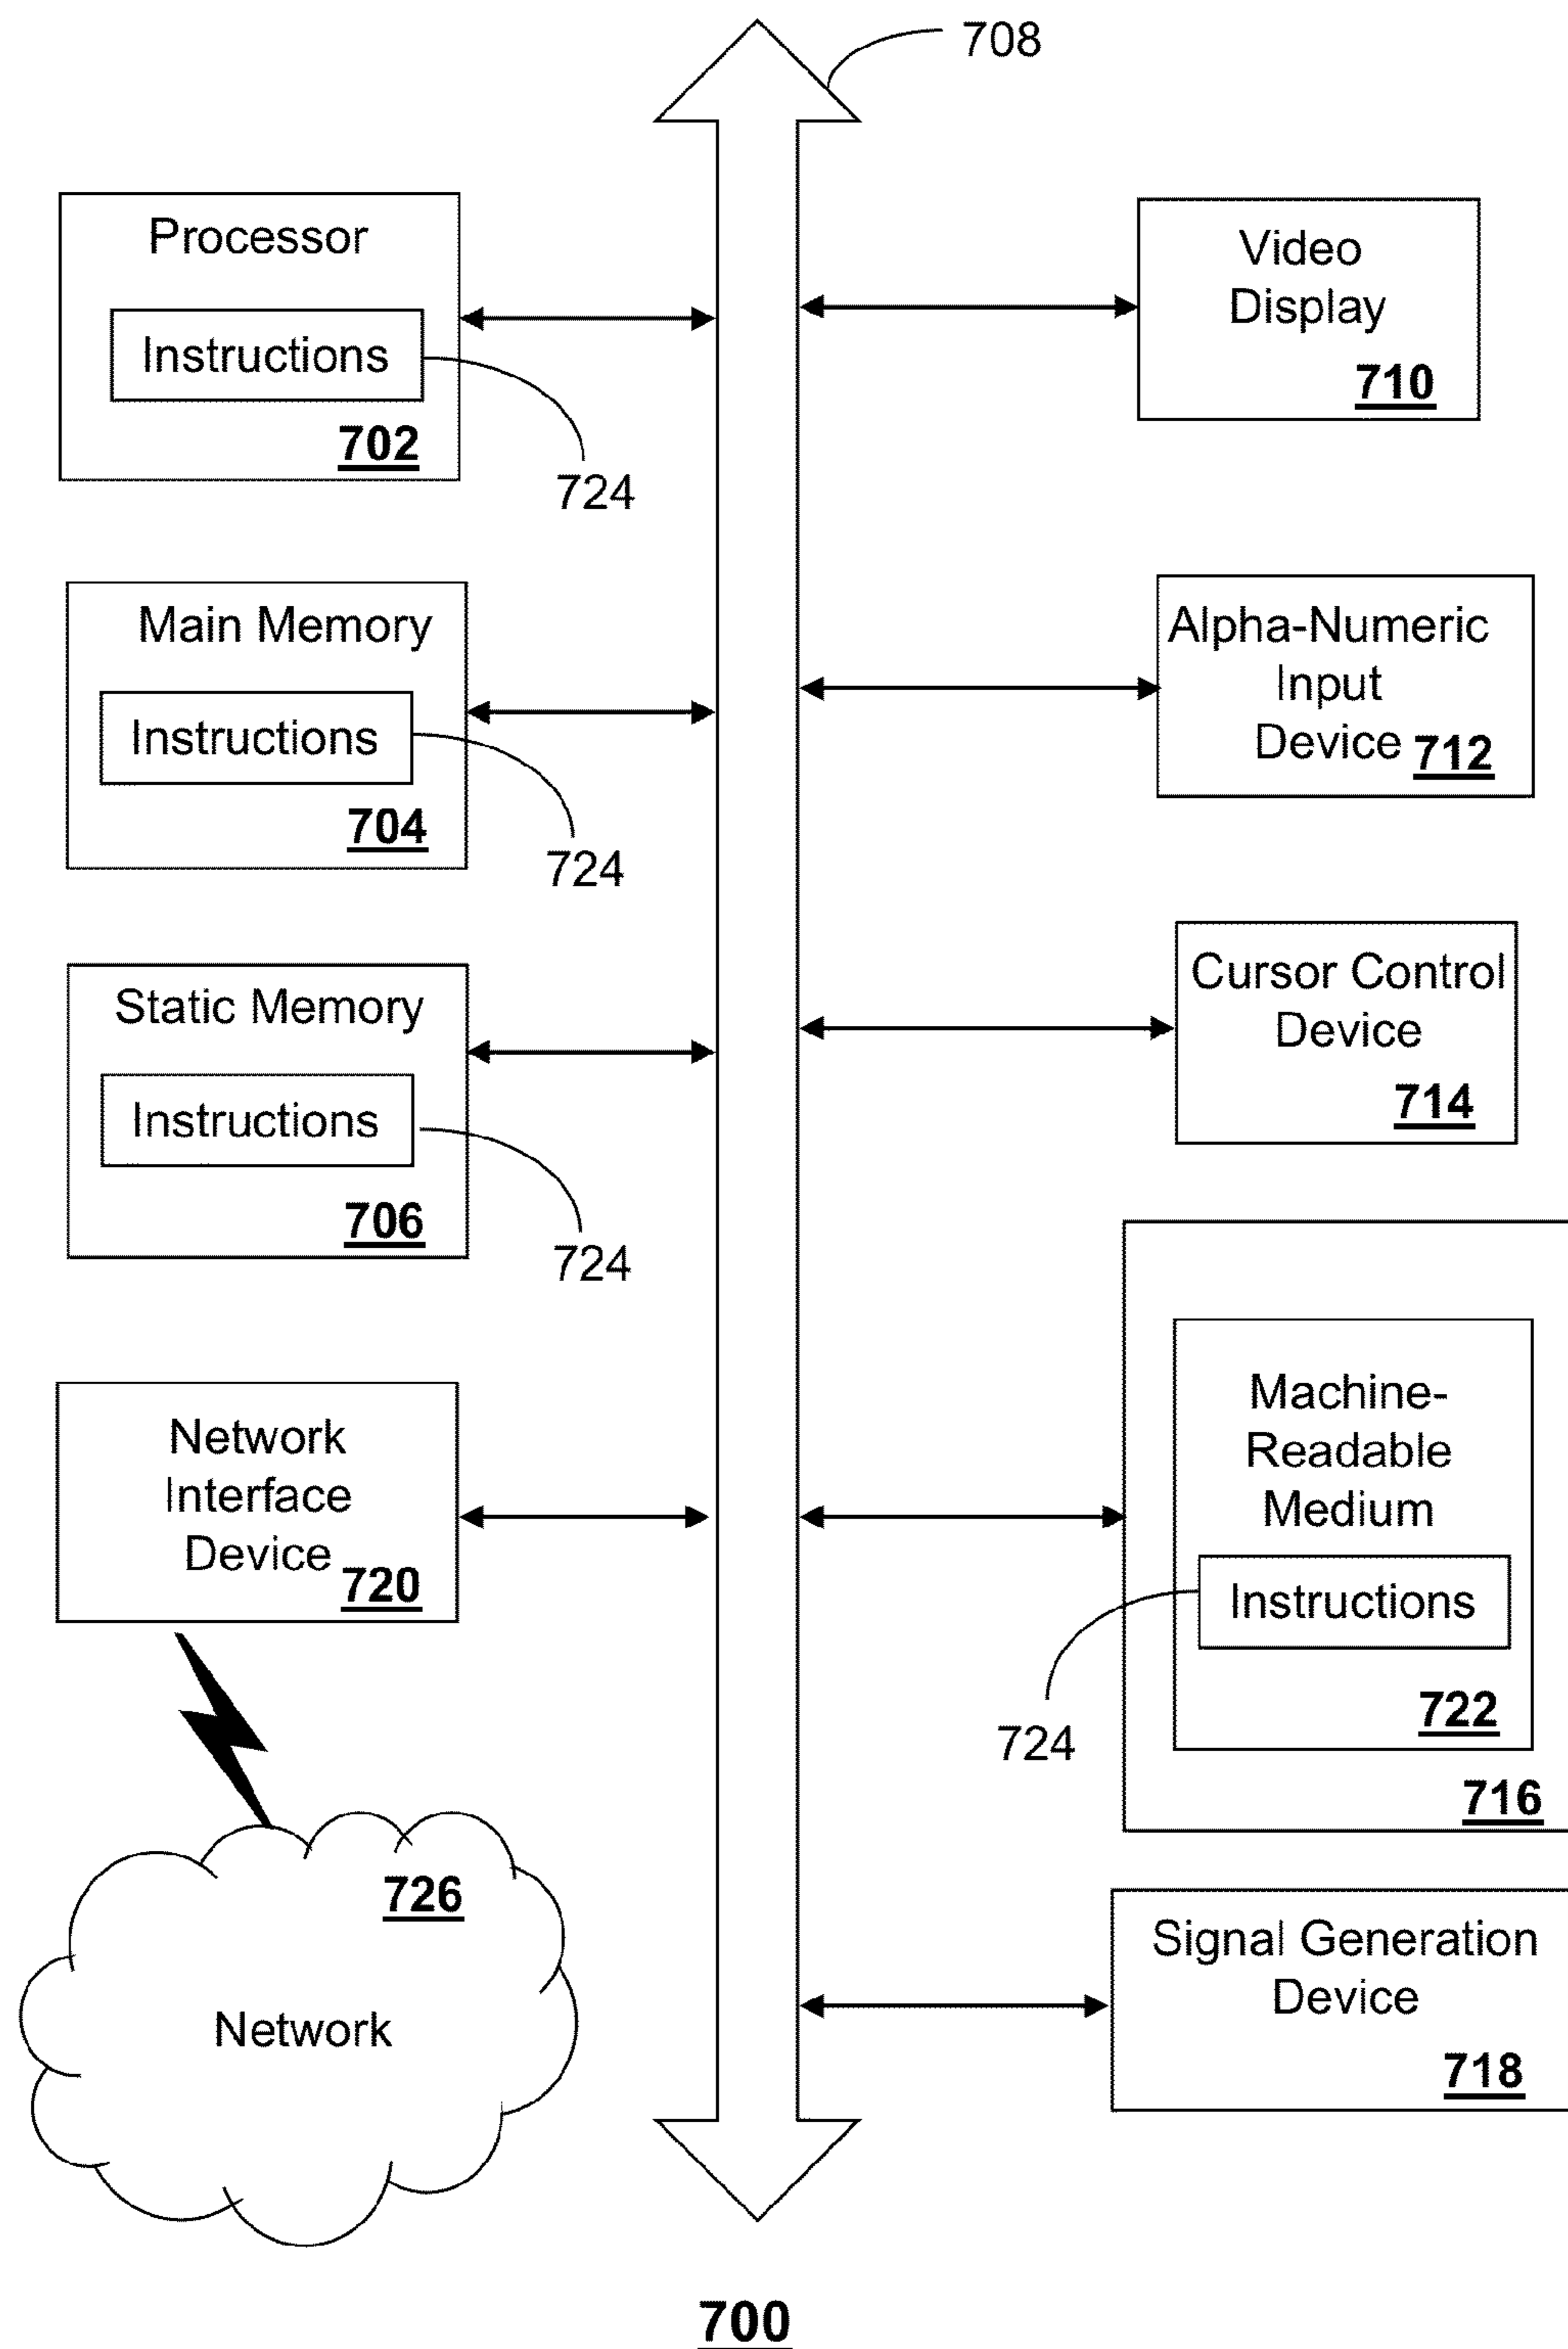 708
Processor
Instructions
702
724
Main Memory
Instructions
704
724
Static Memory
Instructions
706
724
Network
Interface
Device
720
726
Network
Video
Display
710
Alpha-Numeric
Input
Device
712
Cursor Control
Device
714
Machine-
Readable
Medium
Instructions
722
724
716
Signal Generation
Device
718
700